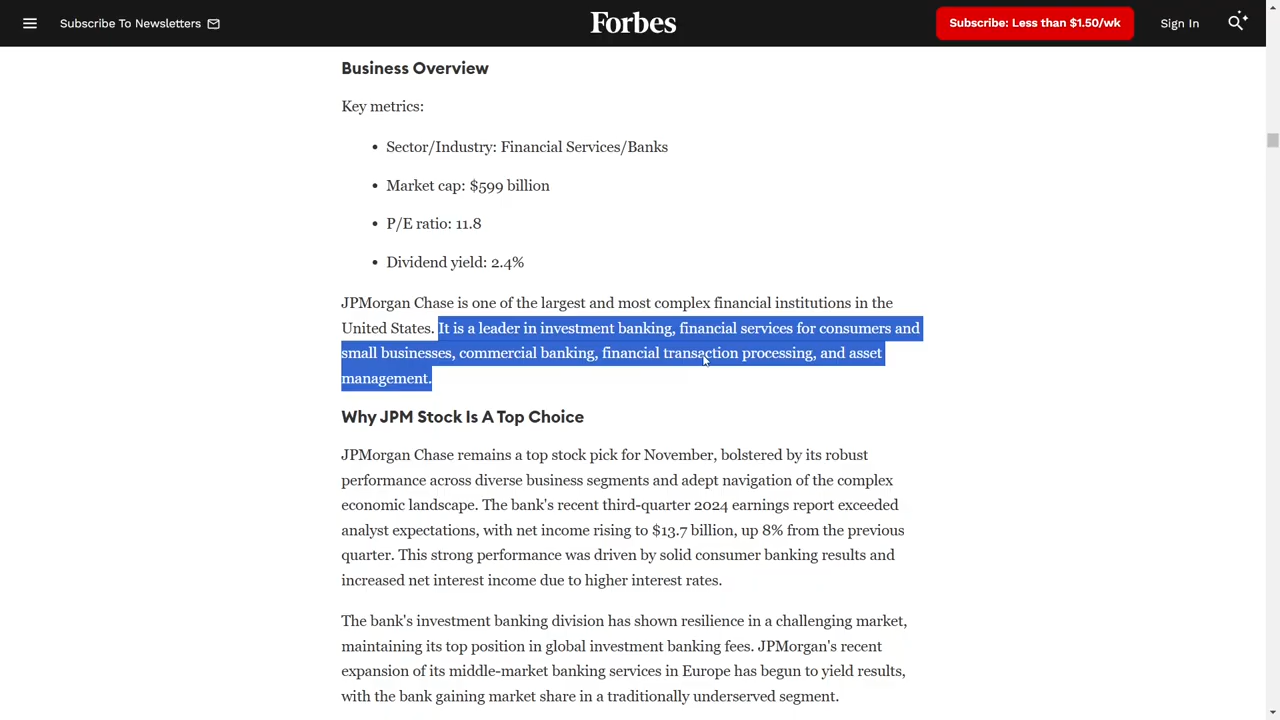 Subscribe To Newsletters
Forbes
Subscribe: Less than $1.50/wk
Sign In
Business Overview
Key metrics:
• Sector/Industry: Financial Services/Banks
• Market cap: $599 billion
• P/E ratio: 11.8
• Dividend yield: 2.4%
JPMorgan Chase is one of the largest and most complex financial institutions in the
United States. It is a leader in investment banking, financial services for consumers and
small businesses, commercial banking, financial transaction processing, and asset
management.
Why JPM Stock Is A Top Choice
JPMorgan Chase remains a top stock pick for November, bolstered by its robust
performance across diverse business segments and adept navigation of the complex
economic landscape. The bank's recent third-quarter 2024 earnings report exceeded
analyst expectations, with net income rising to $13.7 billion, up 8% from the previous
quarter. This strong performance was driven by solid consumer banking results and
increased net interest income due to higher interest rates.
The bank's investment banking division has shown resilience in a challenging market,
maintaining its top position in global investment banking fees. JPMorgan's recent
expansion of its middle-market banking services in Europe has begun to yield results,
with the bank gaining market share in a traditionally underserved segment.